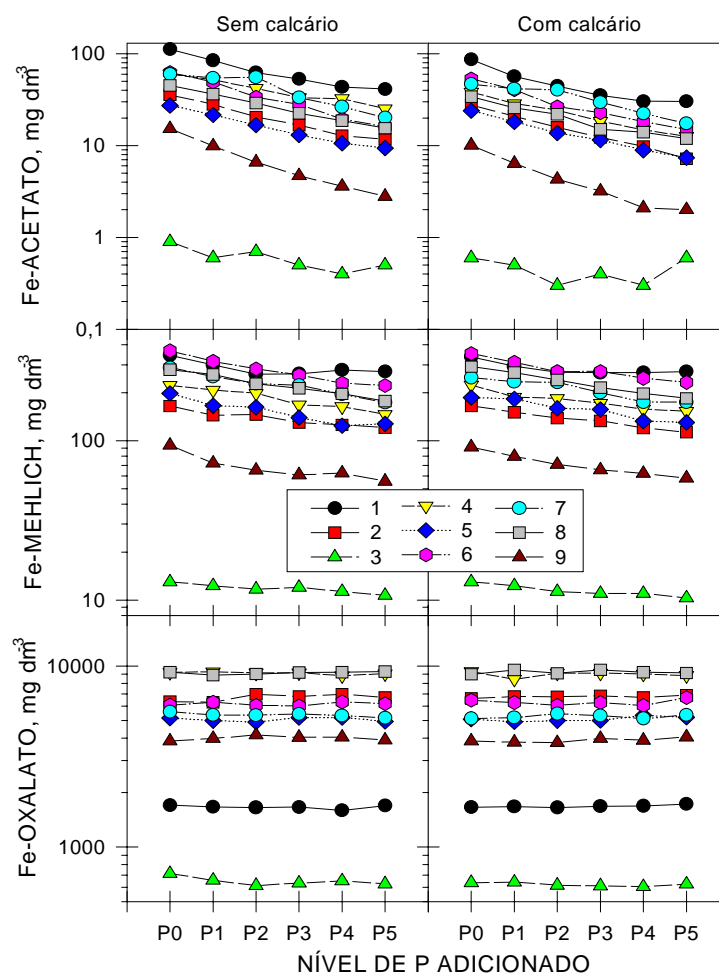 Sem calcário Com calcário
Fe-ACETATO, mg dm-3
100
10
1
0,1
Fe-MEHLICH, mg dm-3
100
10
1 4 7
2 5 8
3 6 9
Fe-OXALATO, mg dm-3
10000
1000
P0 P1 P2 P3 P4 P5 P0 P1 P2 P3 P4 P5
NÍVEL DE P ADICIONADO